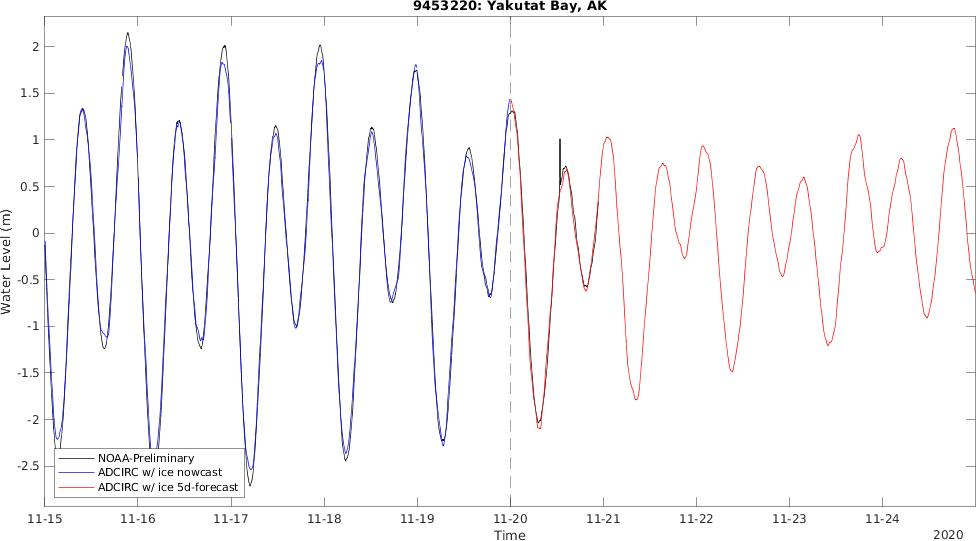 9453220: Yakutat Bay, AK
Water Level (m)
2
1.5
1
0.5
0
-0.5
-1
-1.5
-2
-2.5
NOAA-Preliminary
ADCIRC w/ ice nowcast
ADCIRC w/ ice 5d-forecast
11-15 11-16 11-17 11-18 11-19 11-20 11-21 11-22 11-23 11-24
Time
2020